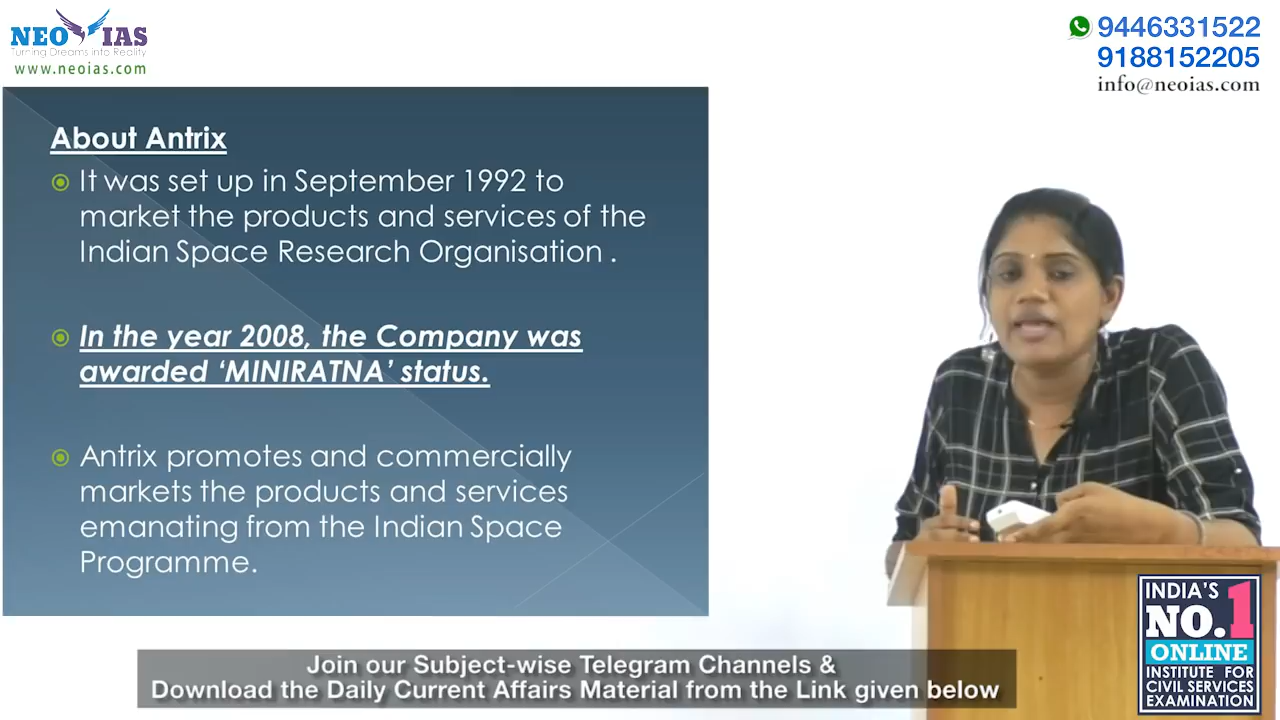 NEO IAS
Turning Dreams into Reality
www.neoias.com
9446331522
9188152205
info@neoias.com
About Antrix
It was set up in September 1992 to
market the products and services of the
Indian Space Research Organisation .
In the year 2008, the Company was
awarded ‘MINIRATNA’ status.
Antrix promotes and commercially
markets the products and services
emanating from the Indian Space
Programme.
INDIA'S
NO.1
ONLINE
INSTITUTE FOR
CIVIL SERVICES
EXAMINATION
Join our Subject-wise Telegram Channels &
Download the Daily Current Affairs Material from the Link given below